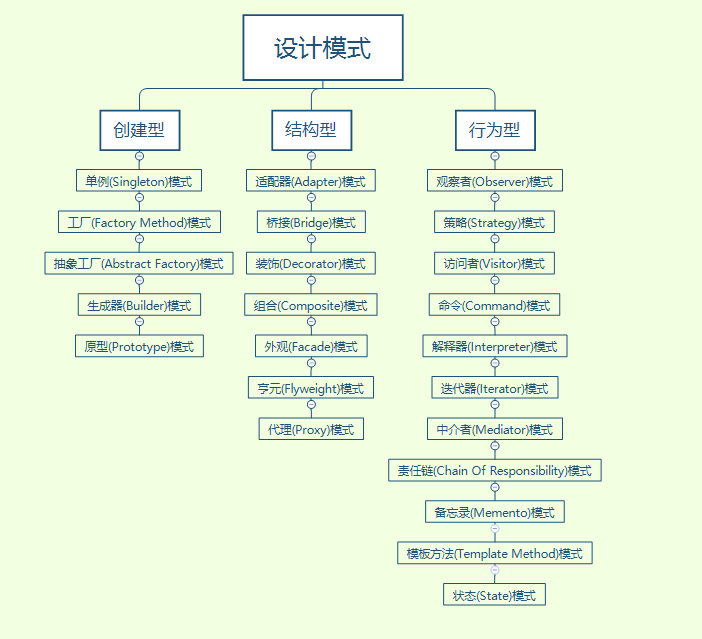 设计模式
创建型
单例(Singleton)模式
工厂(Factory Method)模式
抽象工厂(Abstract Factory)模式
生成器(Builder)模式
原型(Prototype)模式
结构型
适配器(Adapter)模式
桥接(Bridge)模式
装饰(Decorator)模式
组合(Composite)模式
外观(Facade)模式
亨元(Flyweight)模式
代理(Proxy)模式
行为型
观察者(Observer)模式
策略(Strategy)模式
访问者(Visitor)模式
命令(Command)模式
解释器(Interpreter)模式
迭代器(Iterator)模式
中介者(Mediator)模式
责任链(Chain Of Responsibility)模式
备忘录(Memento)模式
模板方法(Template Method)模式
状态(State)模式